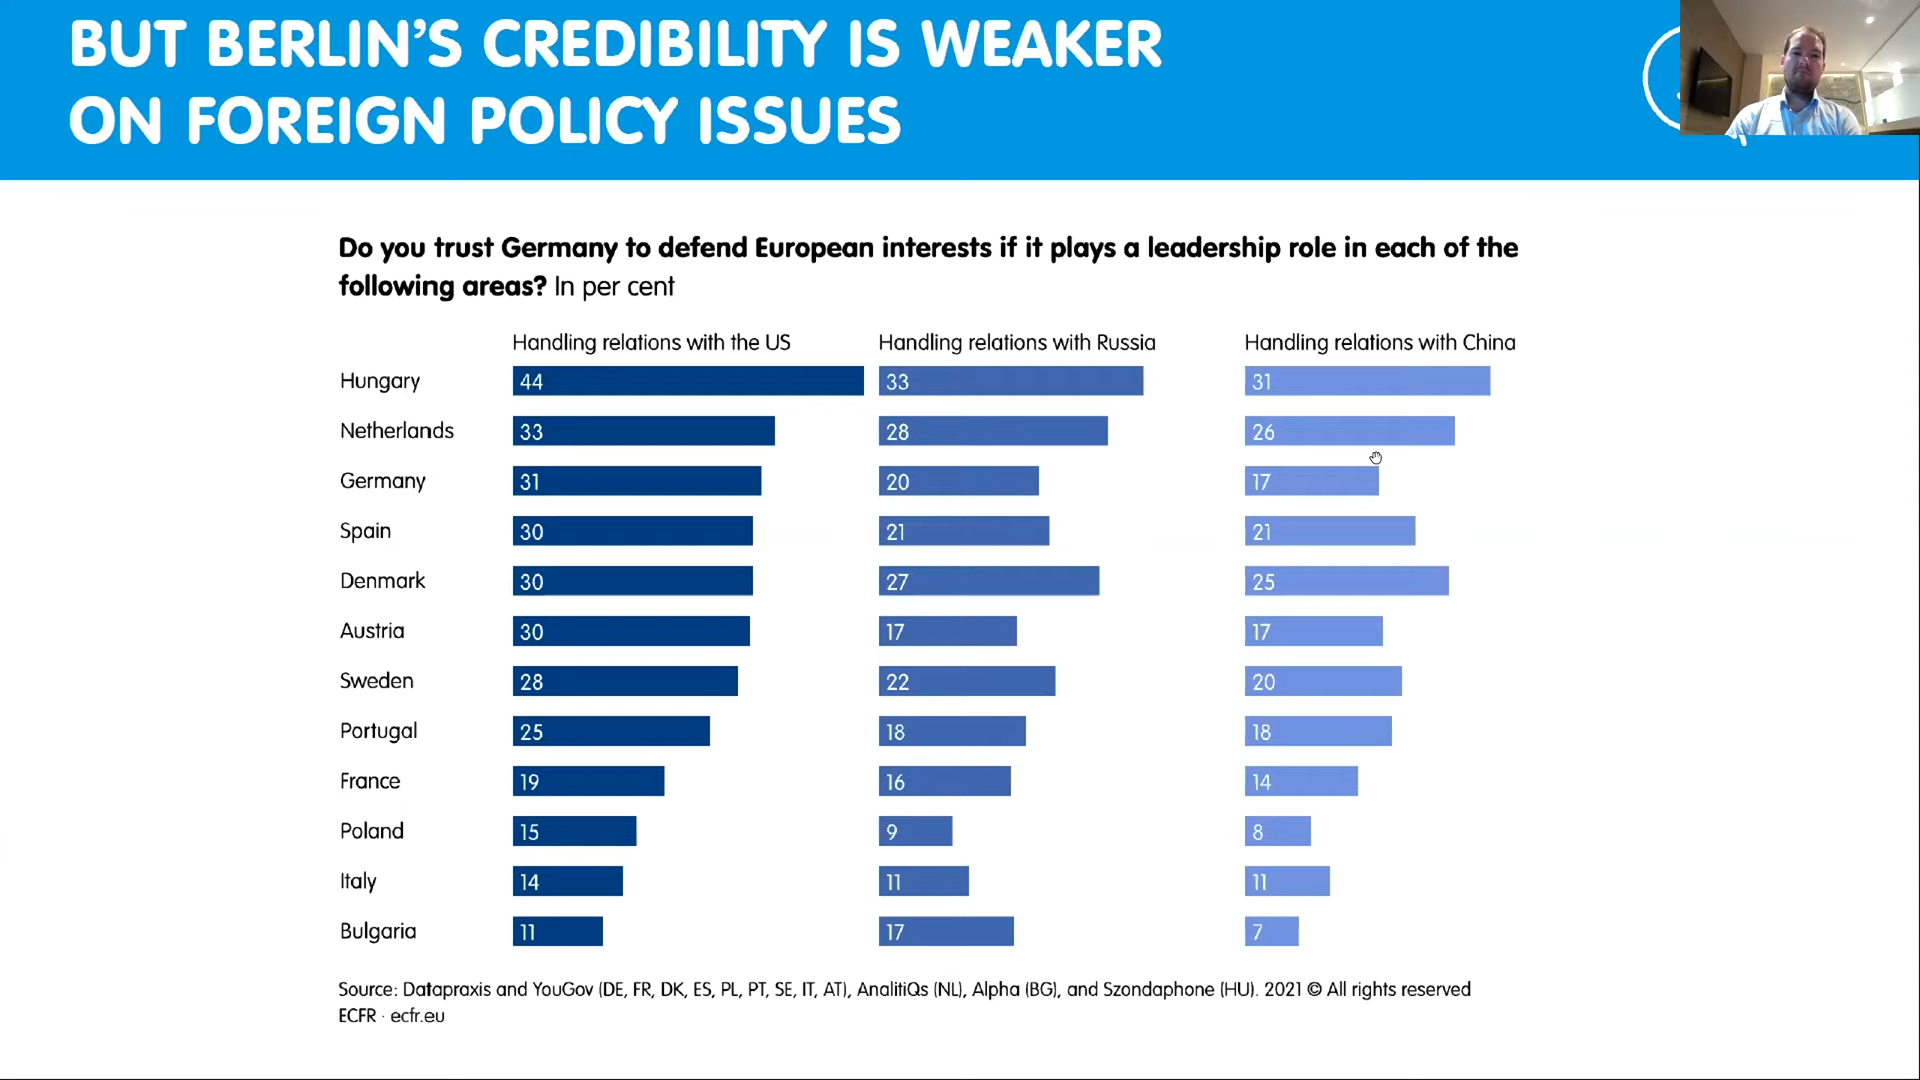 BUT BERLIN'S CREDIBILITY IS WEAKER
ON FOREIGN POLICY ISSUES
Do you trust Germany to defend European interests if it plays a leadership role in each of the
following areas? In per cent
Handling relations with the US Handling relations with Russia Handling relations with China
Hungary 44 33 31
Netherlands 33 28 26
Germany 31 20 17
Spain 30 21 21
Denmark 30 27 25
Austria 30 17 17
Sweden 28 22 20
Portugal 25 18 18
France 19 16 14
Poland 15 9 8
Italy 14 11 11
Bulgaria 11 17 7
Source: Datapraxis and YouGov (DE, FR, DK, ES, PL, PT, SE, IT, AT), AnalitiQs (NL), Alpha (BG), and Szondaphone (HU). 2021 © All rights reserved
ECFR · ecfr.eu